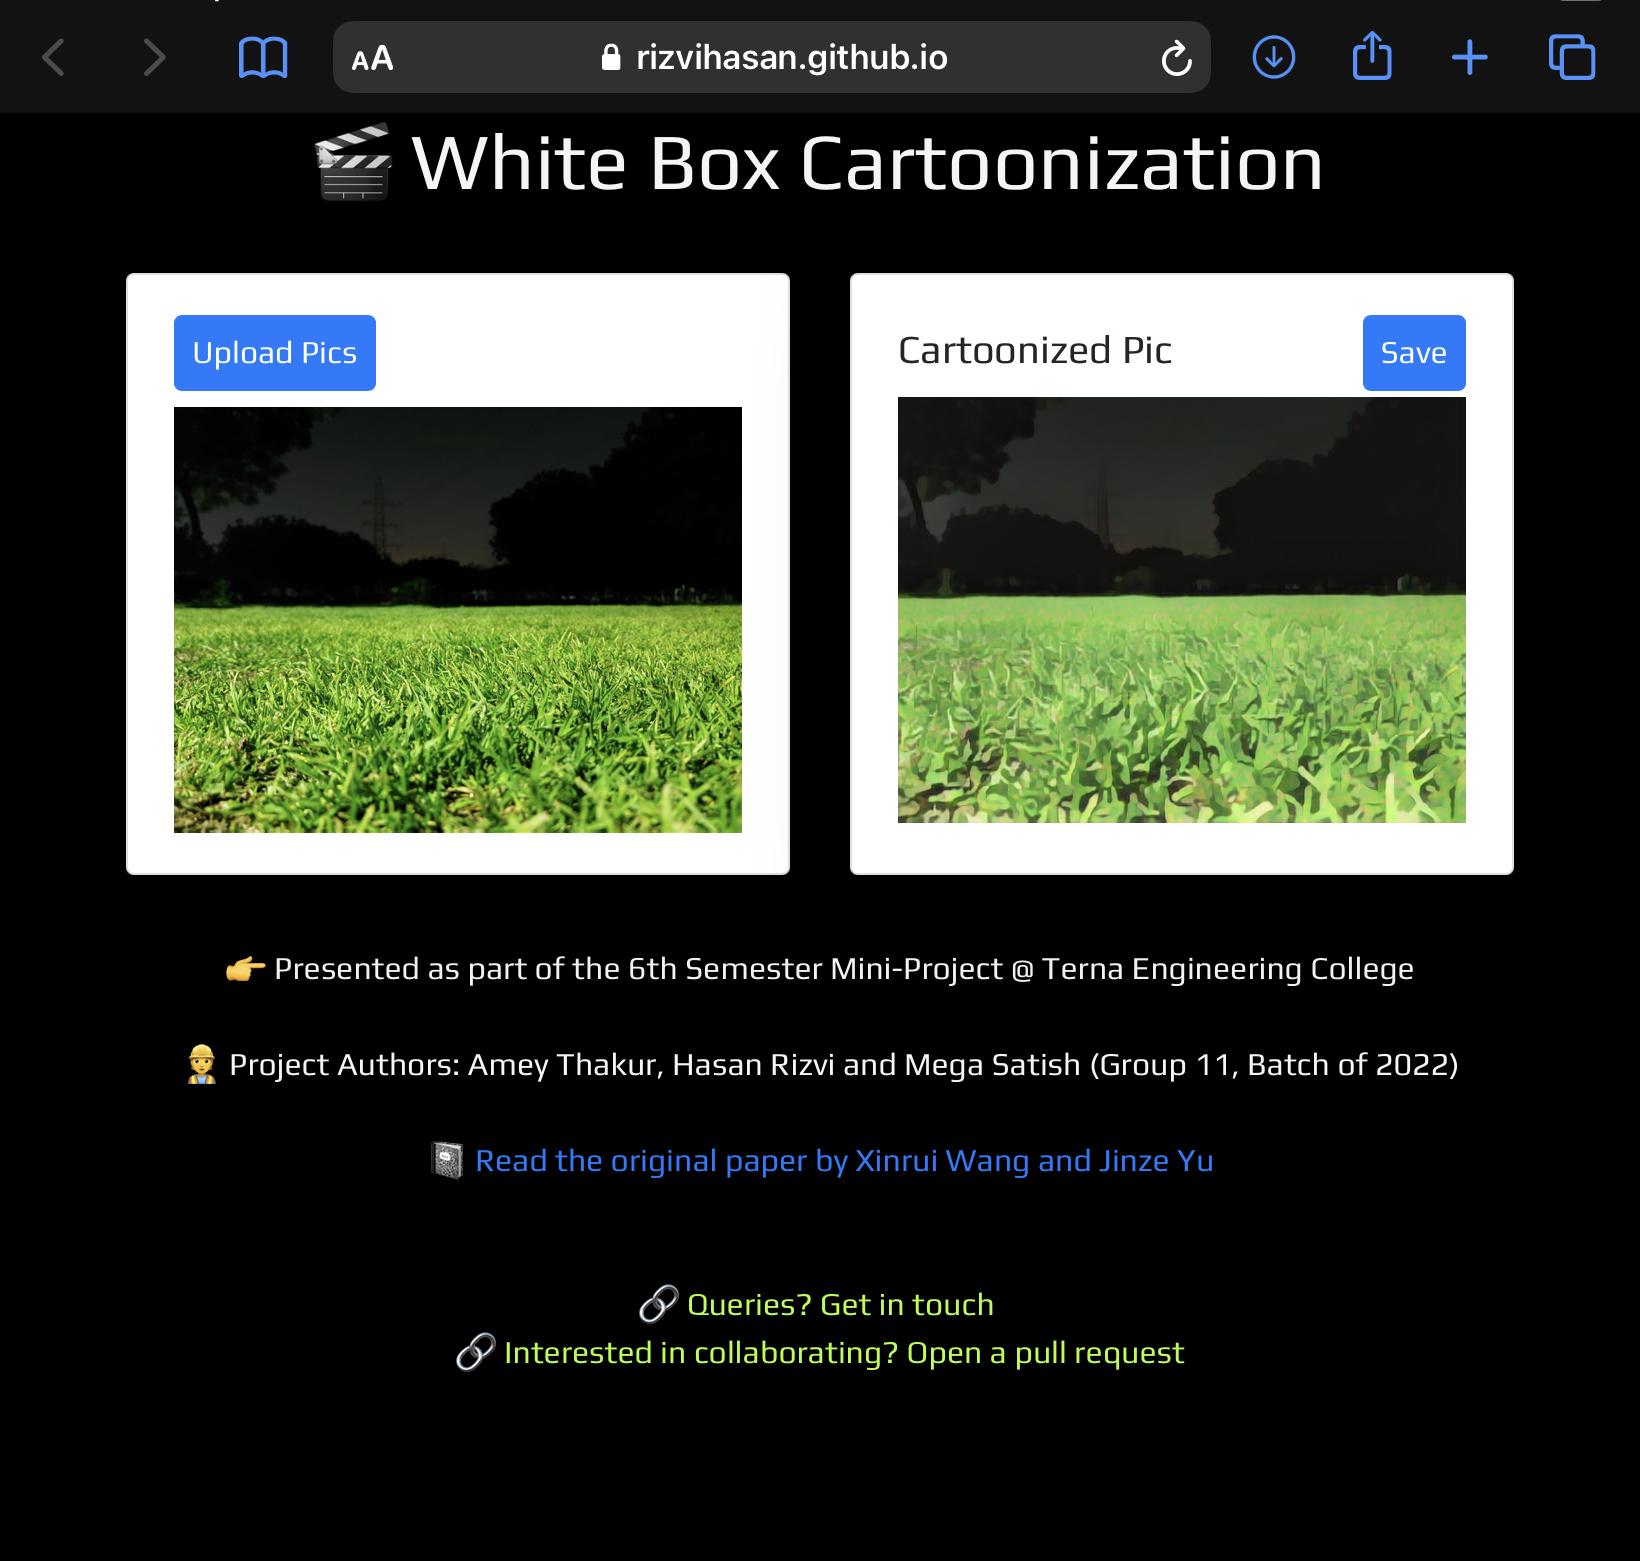 AA rizvihasan.github.io
White Box Cartoonization
Upload Pics
Cartoonized Pic
Save
Presented as part of the 6th Semester Mini-Project @ Terna Engineering College
Project Authors: Amey Thakur, Hasan Rizvi and Mega Satish (Group 11, Batch of 2022)
Read the original paper by Xinrui Wang and Jinze Yu
Queries? Get in touch
Interested in collaborating? Open a pull request